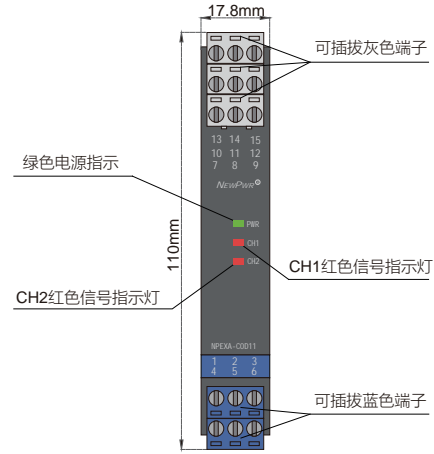 17.8mm
可插拔灰色端子
13 14 15
10 11 12
7 8 9
绿色电源指示
NEWPWR®
110mm
PWR
CH1
CH2
CH1红色信号指示灯
CH2红色信号指示灯
NPEXA-C0D11
1 2 3
4 5 6
可插拔蓝色端子